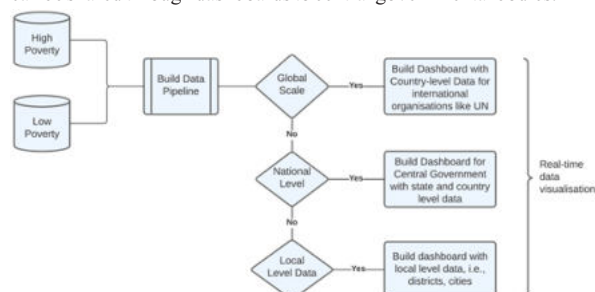 High
Poverty
Low
Poverty
Build Data
Pipeline
Global
Scale
Yes
Build Dashboard with
Country-level Data for
international
organisations like UN
No
National
Level
Yes
Build Dashboard for
Central Government
with state and country
level data
No
Local
Level Data
Yes
Build dashboard with
local level data, i.e.,
districts, cities
Real-time
data
visualisation